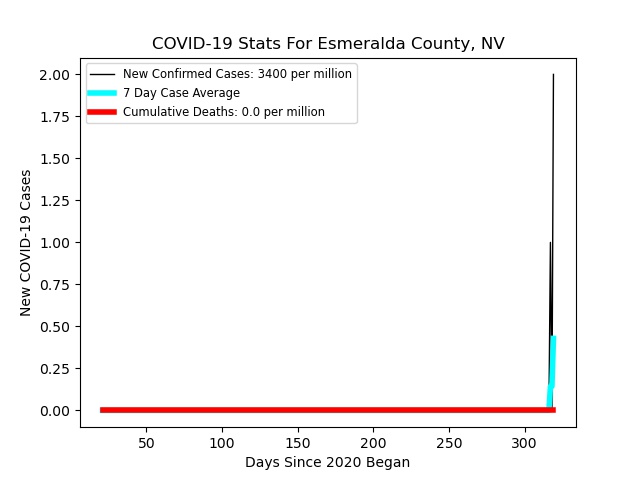 COVID-19 Stats For Esmeralda County, NV
New Confirmed Cases: 3400 per million
7 Day Case Average
Cumulative Deaths: 0.0 per million
New COVID-19 Cases
2.00
1.75
1.50
1.25
1.00
0.75
0.50
0.25
0.00
50 100 150 200 250 300
Days Since 2020 Began